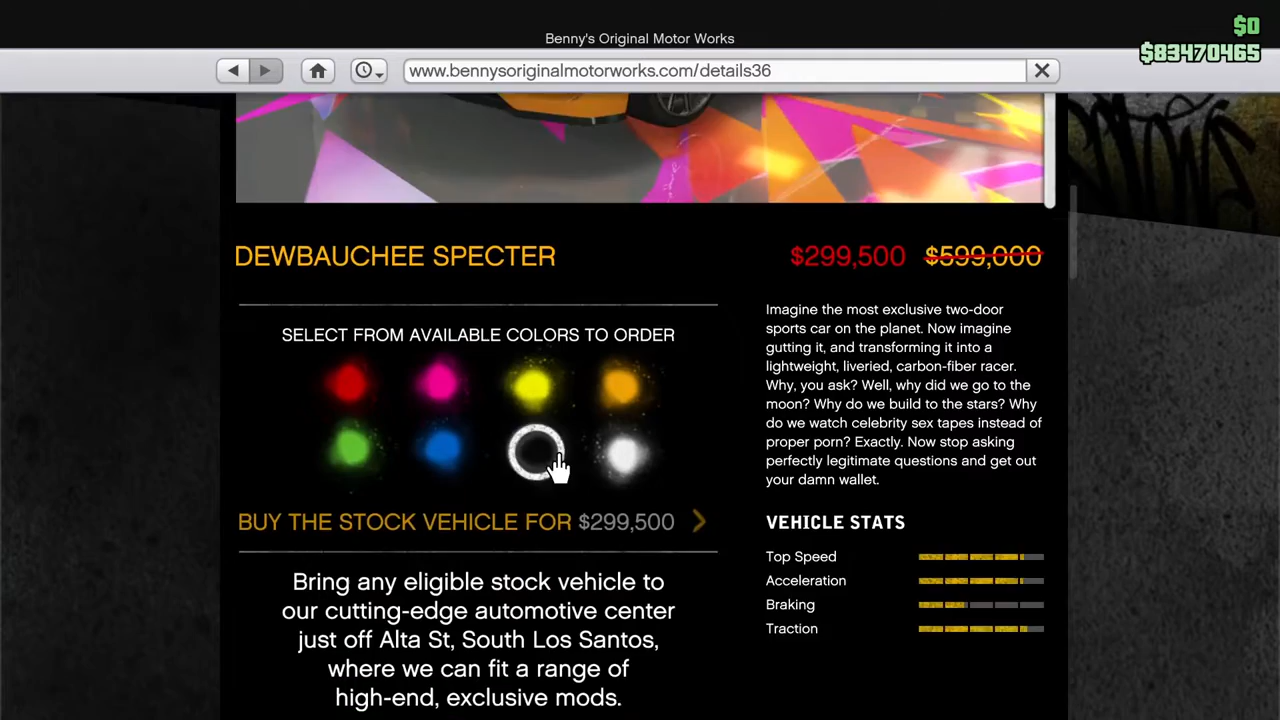 Benny's Original Motor Works
$0
$83470465
www.bennysoriginalmotorworks.com/details36
DEWBAUCHEE SPECTER
$299,500 $599,000
SELECT FROM AVAILABLE COLORS TO ORDER
BUY THE STOCK VEHICLE FOR $299,500
Bring any eligible stock vehicle to
our cutting-edge automotive center
just off Alta St, South Los Santos,
where we can fit a range of
high-end, exclusive mods.
Imagine the most exclusive two-door
sports car on the planet. Now imagine
gutting it, and transforming it into a
lightweight, liveried, carbon-fiber racer.
Why, you ask? Well, why did we go to the
moon? Why do we build to the stars? Why
do we watch celebrity sex tapes instead of
proper porn? Exactly. Now stop asking
perfectly legitimate questions and get out
your damn wallet.
VEHICLE STATS
Top Speed
Acceleration
Braking
Traction